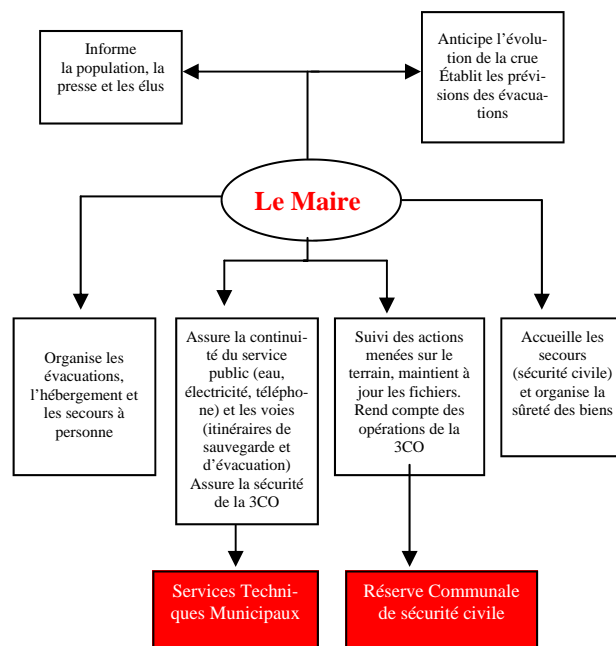 Informe
la population, la
presse et les élus
Anticipe l'évolu-
tion de la crue
Établit les prévi-
sions des évacua-
tions
Le Maire
Organise les
évacuations,
l'hébergement et
les secours à
personne
Assure la continui-
té du service
public (eau,
électricité, télépho-
ne) et les voies
(itinéraires de
sauvegarde et
d'évacuation)
Assure la sécurité
de la 3CO
Suivi des actions
menées sur le
terrain, maintient à
jour les fichiers.
Rend compte des
opérations de la
3CO
Accueille les
secours
(sécurité civile)
et organise la
sûreté des biens
Services Techni-
ques Municipaux
Réserve Communale
de sécurité civile